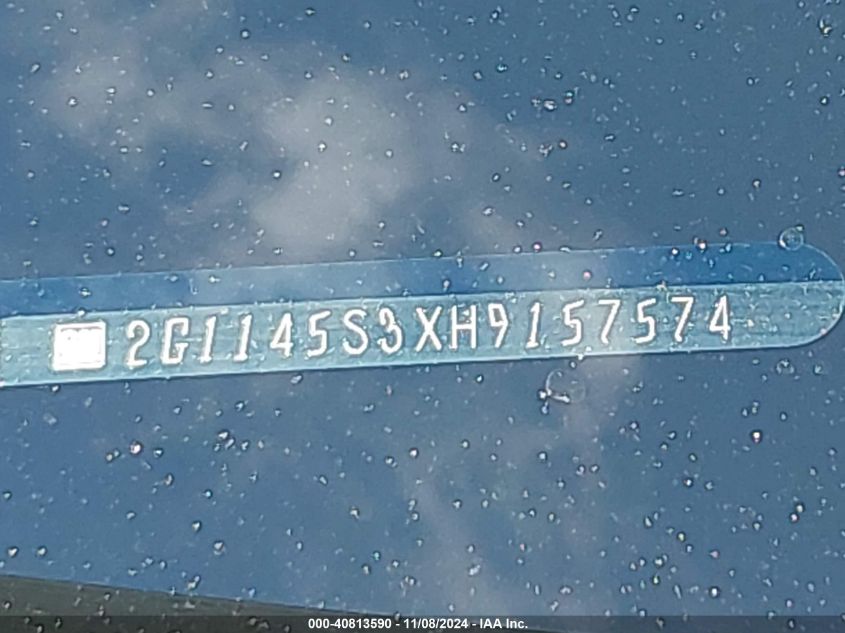 2G1145S3XH9157574
000-40813590 - 11/08/2024 - IAA Inc.